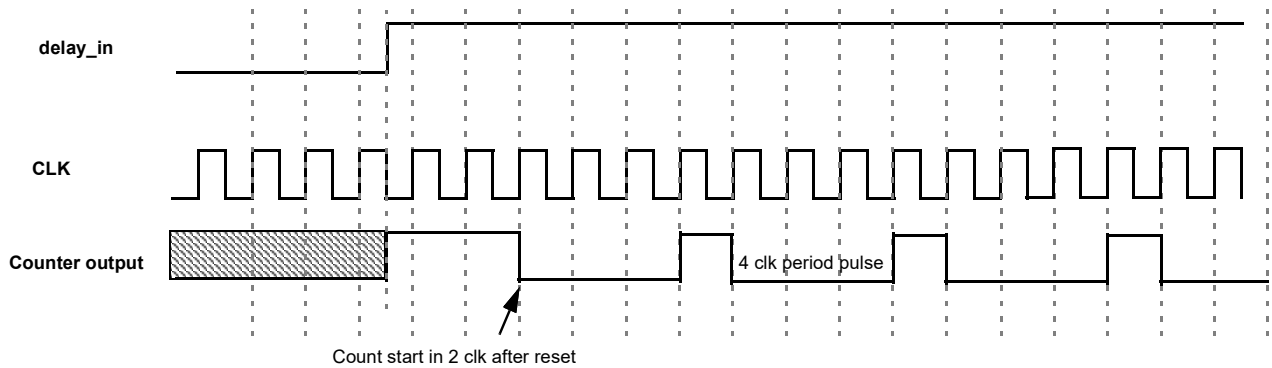 delay_in
CLK
Counter output
4 clk period pulse
Count start in 2 clk after reset